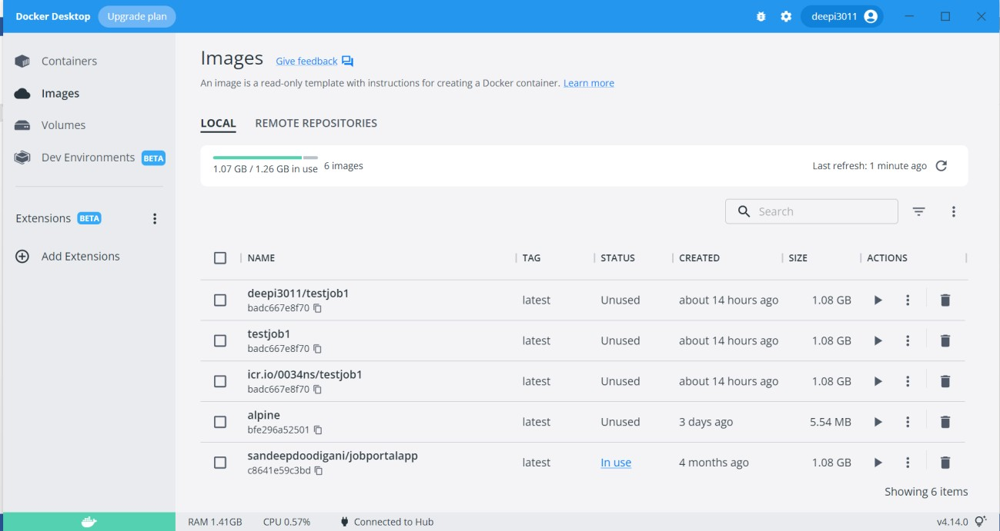 Docker Desktop Upgrade plan deepi3011
Containers
Images
Volumes
Dev Environments BETA
Extensions BETA
Add Extensions
Images Give feedback
An image is a read-only template with instructions for creating a Docker container. Learn more
LOCAL REMOTE REPOSITORIES
1.07 GB / 1.26 GB in use 6 images Last refresh: 1 minute ago
Search
NAME TAG STATUS CREATED SIZE ACTIONS
deepi3011/testjob1
badc667e8f70 latest Unused about 14 hours ago 1.08 GB
testjob1
badc667e8f70 latest Unused about 14 hours ago 1.08 GB
icr.io/0034ns/testjob1
badc667e8f70 latest Unused about 14 hours ago 1.08 GB
alpine
bfe296a52501 latest Unused 3 days ago 5.54 MB
sandeepdoodigani/jobportalapp
c8641e59c3bd latest In use 4 months ago 1.08 GB
Showing 6 items
RAM 1.41GB CPU 0.57% Connected to Hub v4.14.0